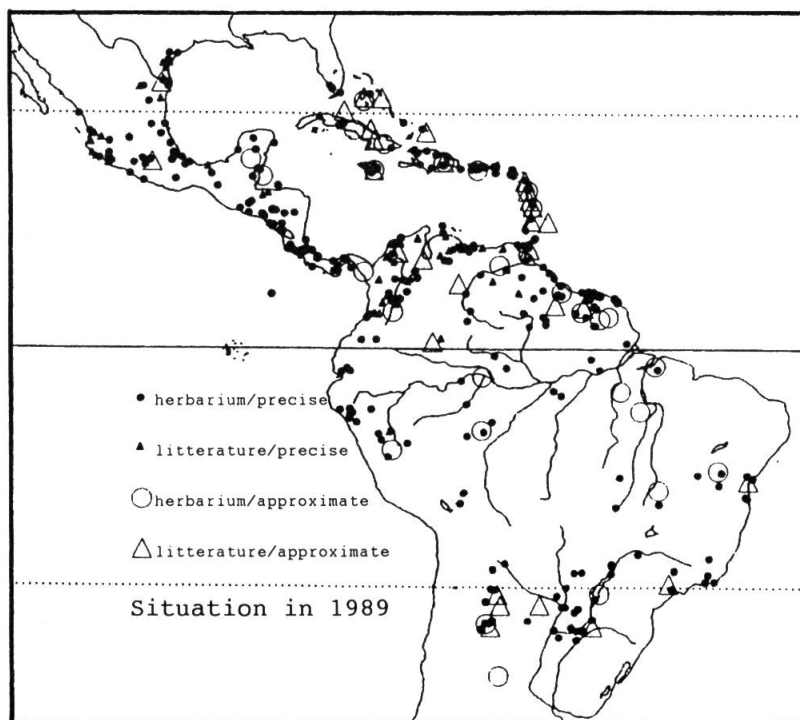 herbarium/precise
litterature/precise
herbarium/approximate
litterature/approximate
Situation in 1989